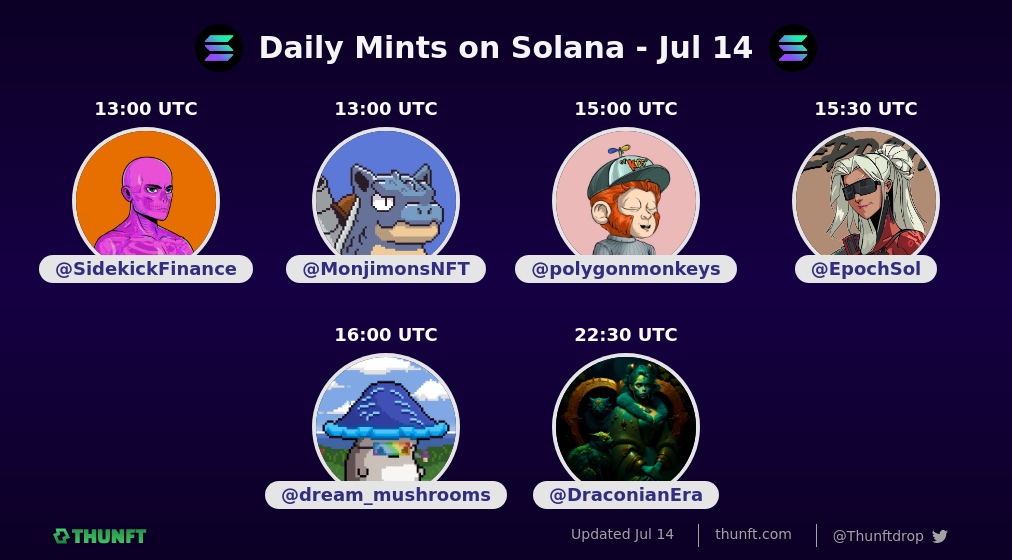 Daily Mints on Solana - Jul 14
13:00 UTC
@SidekickFinance
13:00 UTC
@MonjimonsNFT
15:00 UTC
@polygonmonkeys
15:30 UTC
@EpochSol
16:00 UTC
@dream_mushrooms
22:30 UTC
@DraconianEra
THUNFT
Updated Jul 14
thunft.com
@Thunftdrop